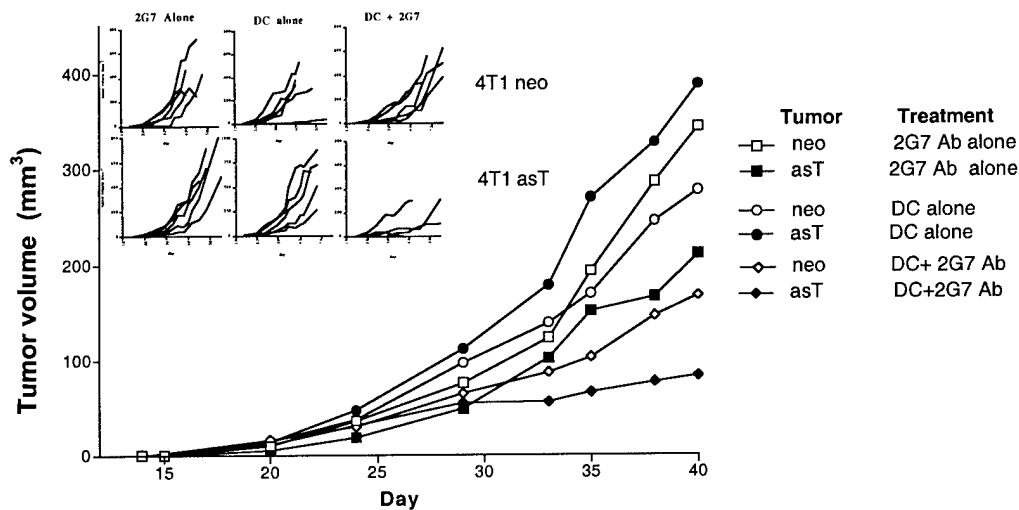 2G7 Alone
DC alone
DC + 2G7
4T1 neo
4T1 asT
Tumor volume (mm³)
400
300
200
100
0
15
20
25
30
35
40
Day
Tumor Treatment
neo 2G7 Ab alone
asT 2G7 Ab alone
neo DC alone
asT DC alone
neo DC+ 2G7 Ab
asT DC+2G7 Ab